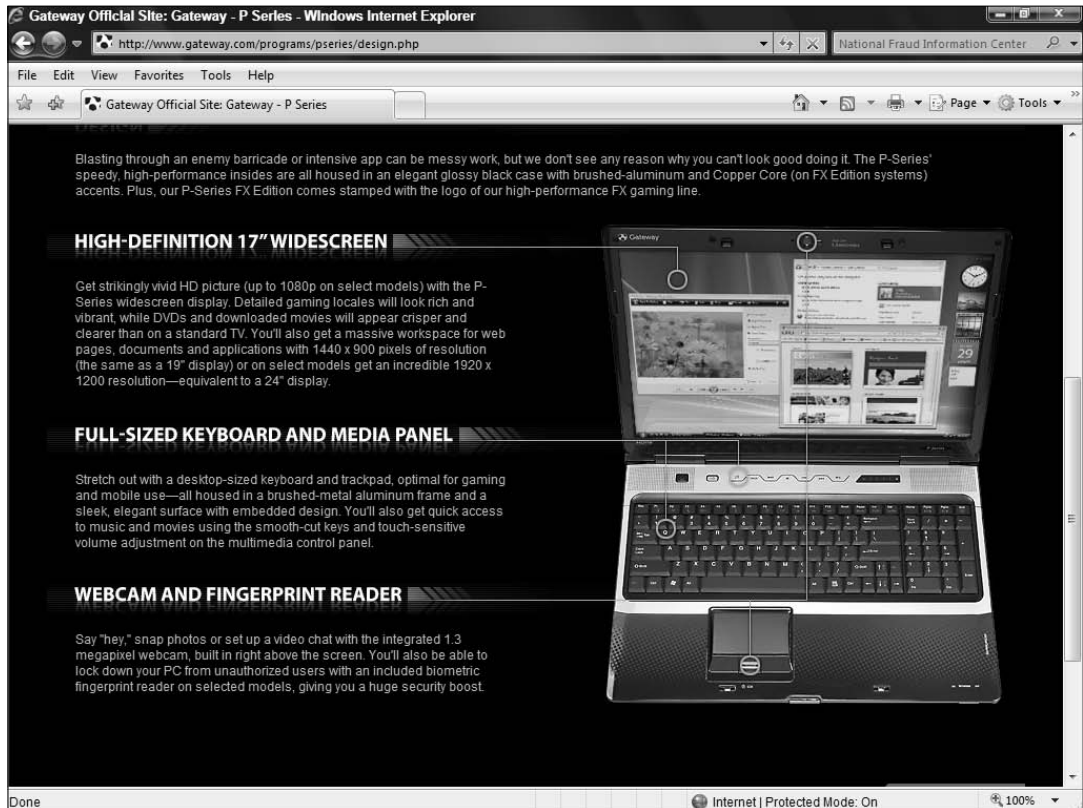 Gateway Official Site: Gateway - P Series - Windows Internet Explorer
http://www.gateway.com/programs/pseries/design.php
National Fraud Information Center
File Edit View Favorites Tools Help
Gateway Official Site: Gateway - P Series
Page Tools
DESIGN
Blasting through an enemy barricade or intensive app can be messy work, but we don't see any reason why you can't look good doing it. The P-Series'
speedy, high-performance insides are all housed in an elegant glossy black case with brushed-aluminum and Copper Core (on FX Edition systems)
accents. Plus, our P-Series FX Edition comes stamped with the logo of our high-performance FX gaming line.
HIGH-DEFINITION 17" WIDESCREEN
Get strikingly vivid HD picture (up to 1080p on select models) with the P-
Series widescreen display. Detailed gaming locales will look rich and
vibrant, while DVDs and downloaded movies will appear crisper and
clearer than on a standard TV. You'll also get a massive workspace for web
pages, documents and applications with 1440 x 900 pixels of resolution
(the same as a 19" display) or on select models get an incredible 1920 x
1200 resolution—equivalent to a 24" display.
Gateway
29
FULL-SIZED KEYBOARD AND MEDIA PANEL
Stretch out with a desktop-sized keyboard and trackpad, optimal for gaming
and mobile use—all housed in a brushed-metal aluminum frame and a
sleek, elegant surface with embedded design. You'll also get quick access
to music and movies using the smooth-cut keys and touch-sensitive
volume adjustment on the multimedia control panel.
WEBCAM AND FINGERPRINT READER
Say "hey," snap photos or set up a video chat with the integrated 1.3
megapixel webcam, built in right above the screen. You'll also be able to
lock down your PC from unauthorized users with an included biometric
fingerprint reader on selected models, giving you a huge security boost.
Done
Internet | Protected Mode: On
100%